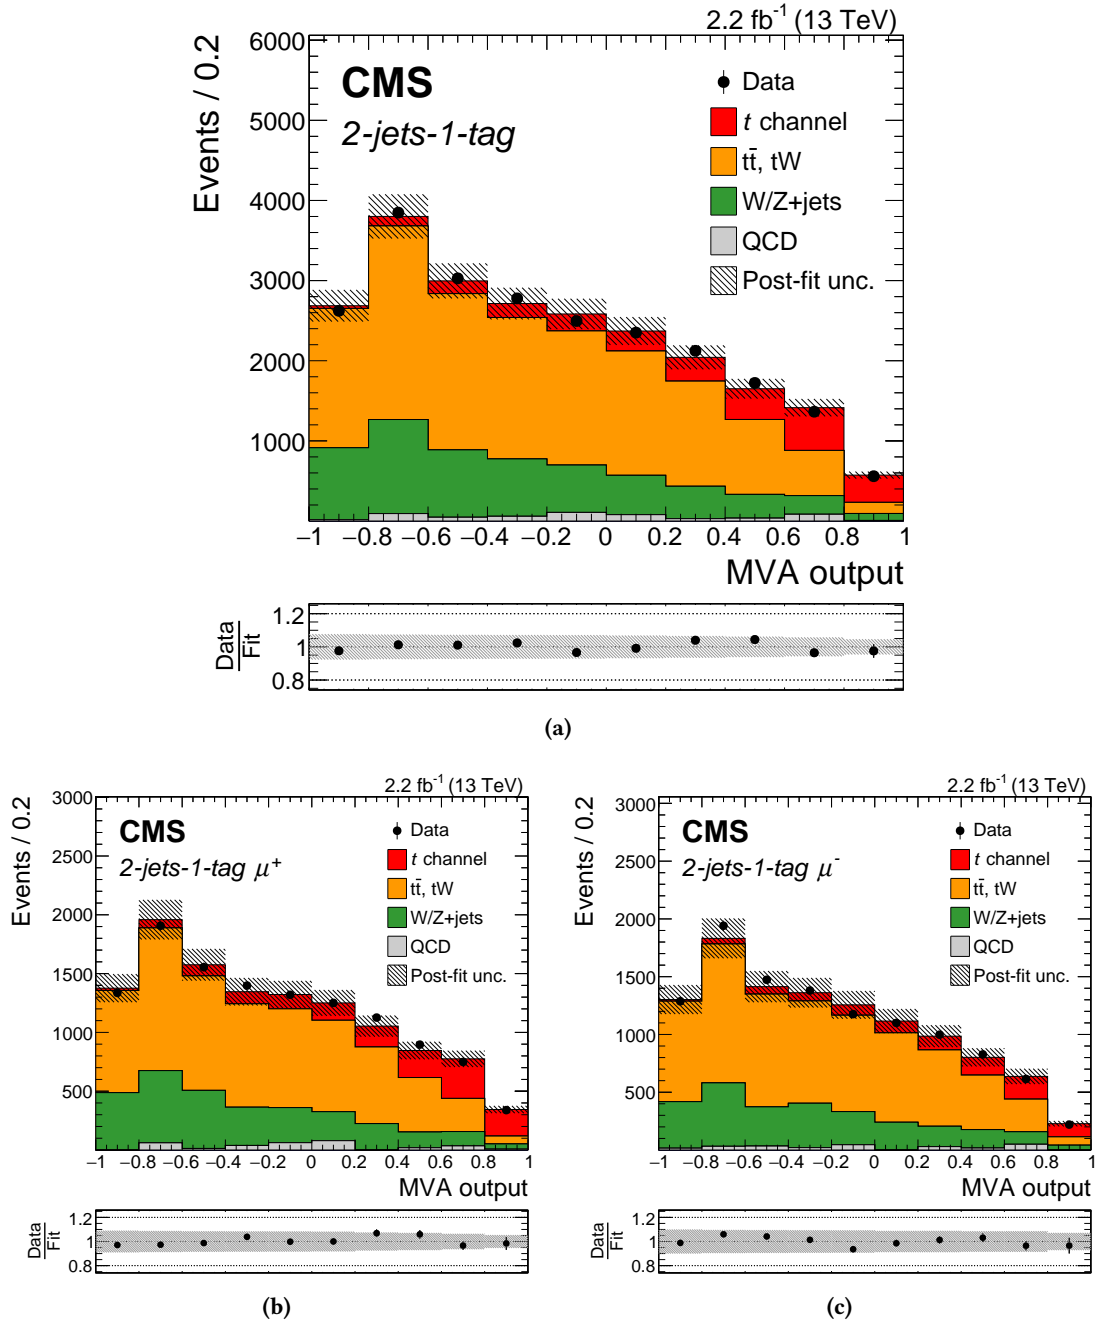 2.2 fb⁻¹ (13 TeV)
Events / 0.2
CMS
2-jets-1-tag
Data
t channel
tt̄, tW
W/Z+jets
QCD
Post-fit unc.
6000
5000
4000
3000
2000
1000
−1 −0.8 −0.6 −0.4 −0.2 0 0.2 0.4 0.6 0.8 1
MVA output
Data
Fit
1.2
1
0.8
(a)
2.2 fb⁻¹ (13 TeV)
Events / 0.2
CMS
2-jets-1-tag μ⁺
Data
t channel
tt̄, tW
W/Z+jets
QCD
Post-fit unc.
3000
2500
2000
1500
1000
500
−1 −0.8 −0.6 −0.4 −0.2 0 0.2 0.4 0.6 0.8 1
MVA output
Data
Fit
1.2
1
0.8
(b)
2.2 fb⁻¹ (13 TeV)
Events / 0.2
CMS
2-jets-1-tag μ⁻
Data
t channel
tt̄, tW
W/Z+jets
QCD
Post-fit unc.
3000
2500
2000
1500
1000
500
−1 −0.8 −0.6 −0.4 −0.2 0 0.2 0.4 0.6 0.8 1
MVA output
Data
Fit
1.2
1
0.8
(c)